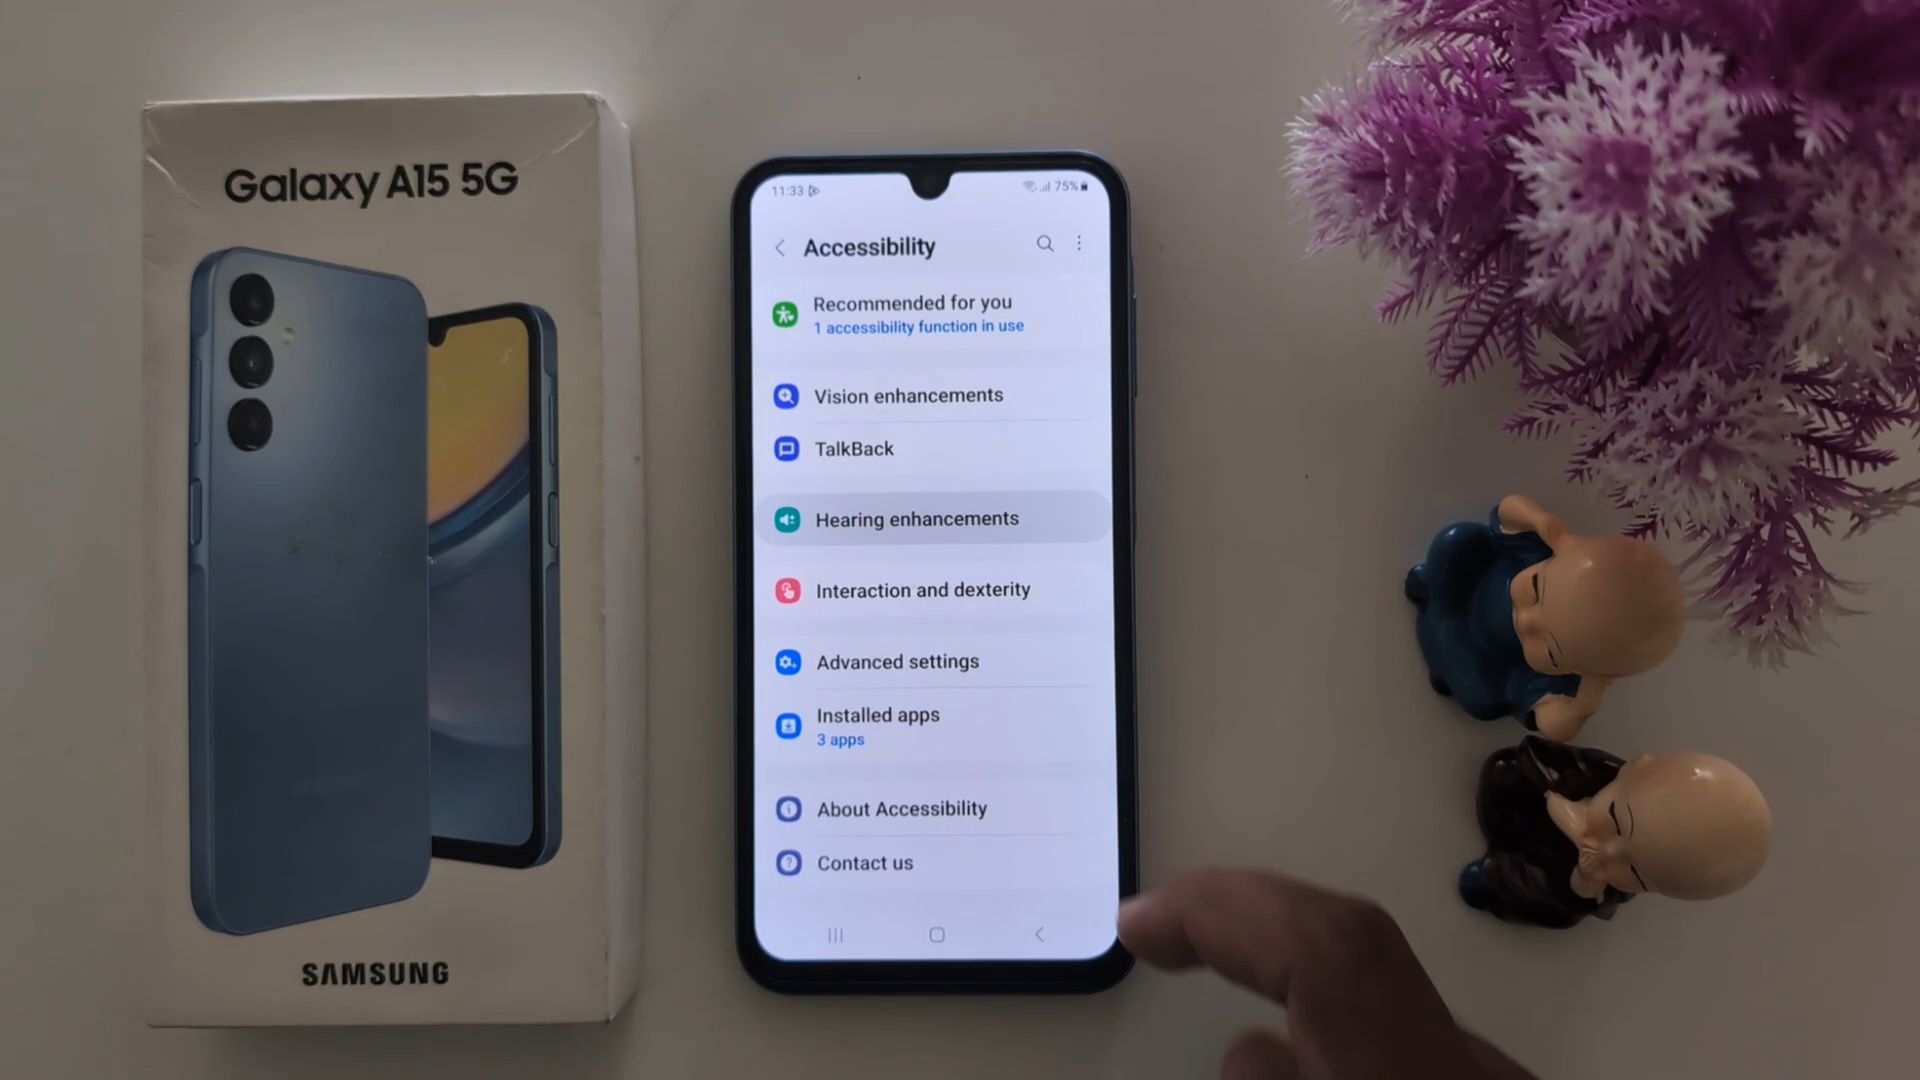 Galaxy A15 5G
SAMSUNG
11:33
75%
Accessibility
Recommended for you
1 accessibility function in use
Vision enhancements
TalkBack
Hearing enhancements
Interaction and dexterity
Advanced settings
Installed apps
3 apps
About Accessibility
Contact us